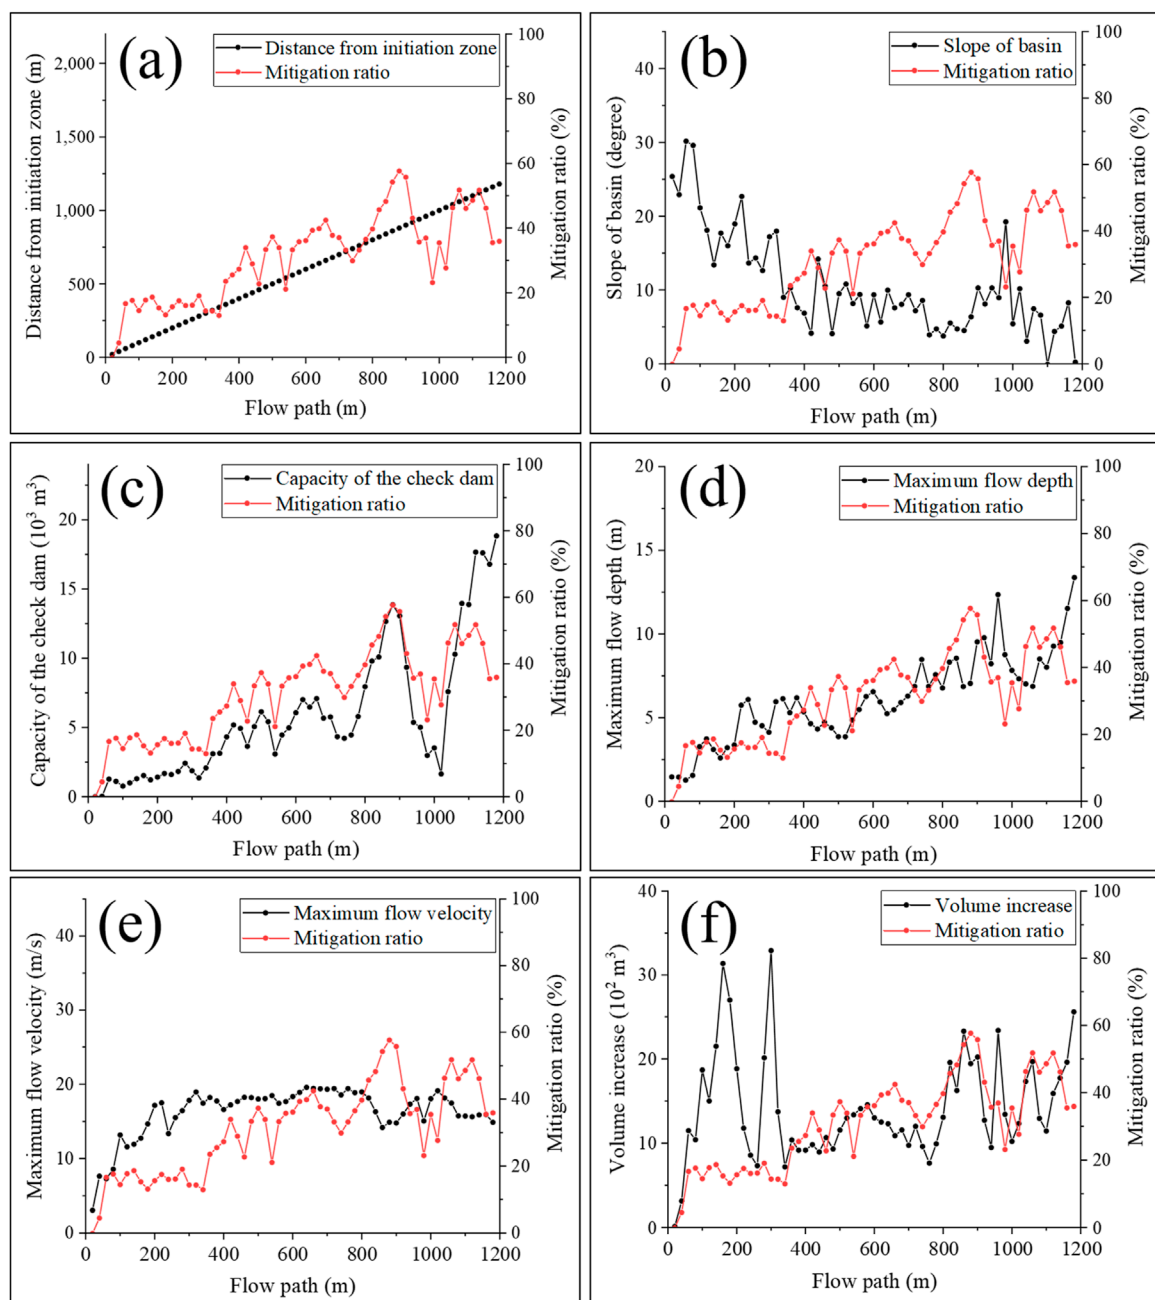 (a)
Distance from initiation zone
Mitigation ratio
Distance from initiation zone (m)
2,000
1,500
1,000
500
0
100
80
60
40
20
0
Mitigation ratio (%)
0 200 400 600 800 1000 1200
Flow path (m)
(b)
Slope of basin
Mitigation ratio
Slope of basin (degree)
40
30
20
10
0
100
80
60
40
20
0
Mitigation ratio (%)
0 200 400 600 800 1000 1200
Flow path (m)
(c)
Capacity of the check dam
Mitigation ratio
Capacity of the check dam (10³ m³)
20
15
10
5
0
100
80
60
40
20
0
Mitigation ratio (%)
0 200 400 600 800 1000 1200
Flow path (m)
(d)
Maximum flow depth
Mitigation ratio
Maximum flow depth (m)
20
15
10
5
0
100
80
60
40
20
0
Mitigation ratio (%)
0 200 400 600 800 1000 1200
Flow path (m)
(e)
Maximum flow velocity
Mitigation ratio
Maximum flow velocity (m/s)
40
30
20
10
0
100
80
60
40
20
0
Mitigation ratio (%)
0 200 400 600 800 1000 1200
Flow path (m)
(f)
Volume increase
Mitigation ratio
Volume increase (10² m³)
40
30
20
10
0
100
80
60
40
20
0
Mitigation ratio (%)
0 200 400 600 800 1000 1200
Flow path (m)